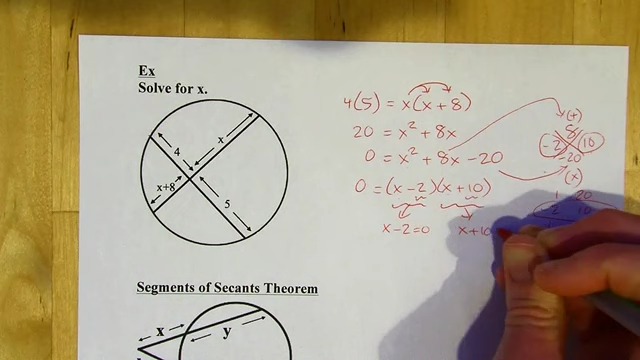 Ex
Solve for x.
4
x
x+8
5
4(5) = x(x + 8)
20 = x² + 8x
0 = x² + 8x - 20
0 = (x - 2)(x + 10)
x - 2 = 0
x + 10
(+)
8
-2
10
-20
(x)
1 20
2 10
Segments of Secants Theorem
x
y